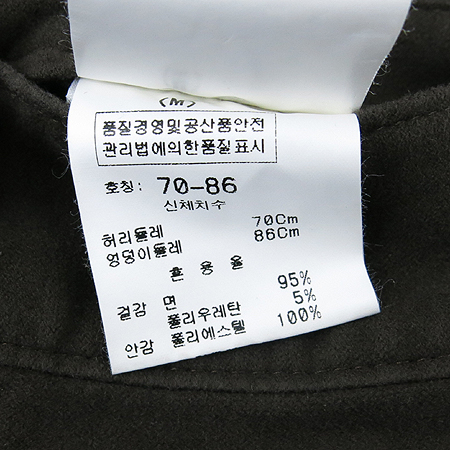 (M)
품질경영및공산품안전
관리법에의한품질표시
호칭: 70-86
신체치수
허리둘레 70Cm
엉덩이둘레 86Cm
혼 용 율
겉감 면 95%
폴리우레탄 5%
안감 폴리에스텔 100%